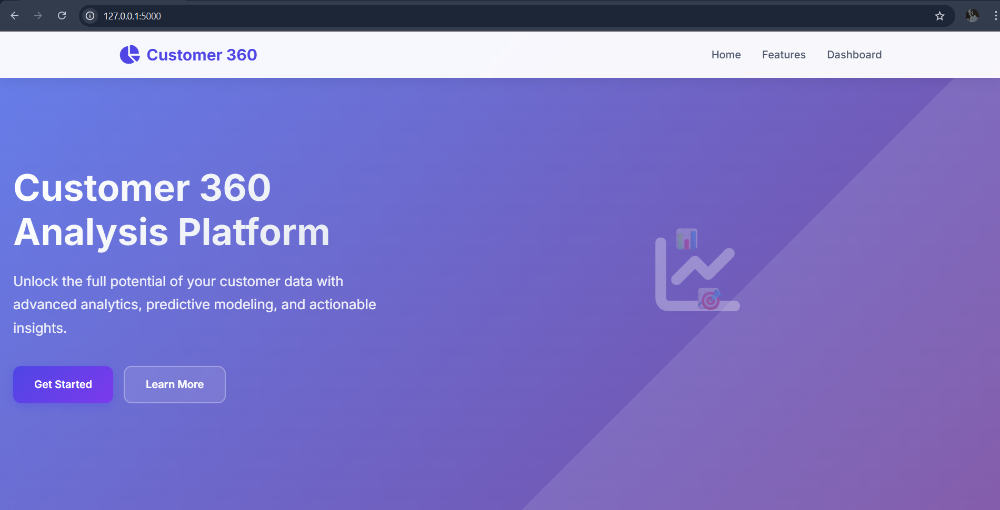 127.0.0.1:5000
Customer 360
Home Features Dashboard
Customer 360
Analysis Platform
Unlock the full potential of your customer data with
advanced analytics, predictive modeling, and actionable
insights.
Get Started Learn More